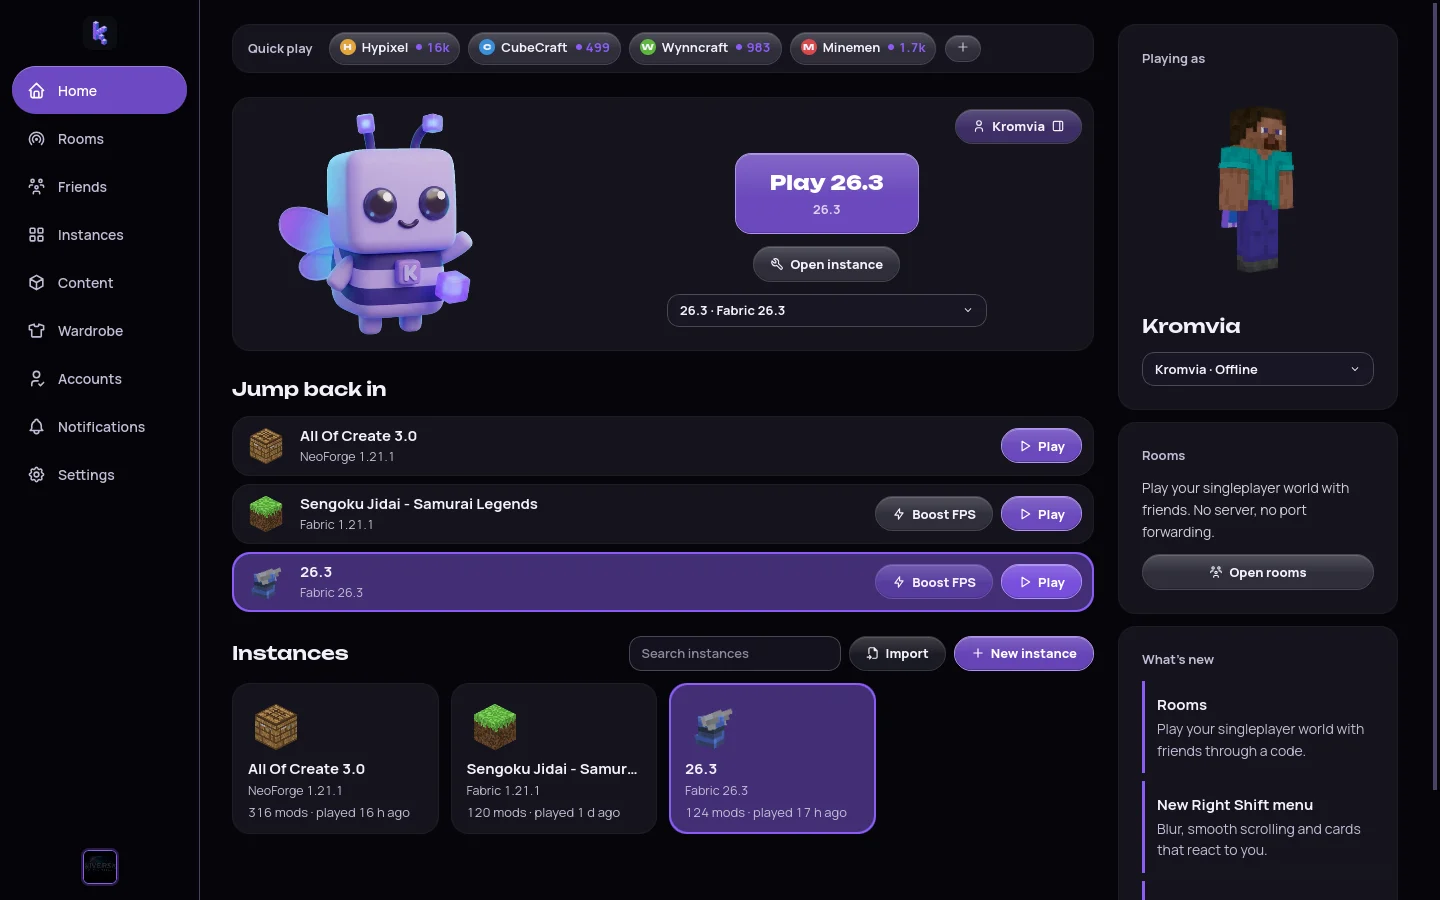 Home
Rooms
Friends
Instances
Content
Wardrobe
Accounts
Notifications
Settings
Quick play
H Hypixel • 16k
C CubeCraft • 499
W Wynncraft • 983
M Minemen • 1.7k
+
Kromvia
K
Play 26.3
26.3
Open instance
26.3 · Fabric 26.3
Jump back in
All Of Create 3.0
NeoForge 1.21.1
Play
Sengoku Jidai - Samurai Legends
Fabric 1.21.1
Boost FPS
Play
26.3
Fabric 26.3
Boost FPS
Play
Instances
Search instances
Import
+ New instance
All Of Create 3.0
NeoForge 1.21.1
316 mods · played 16 h ago
Sengoku Jidai - Samur...
Fabric 1.21.1
120 mods · played 1 d ago
26.3
Fabric 26.3
124 mods · played 17 h ago
Playing as
Kromvia
Kromvia · Offline
Rooms
Play your singleplayer world with
friends. No server, no port
forwarding.
Open rooms
What's new
Rooms
Play your singleplayer world with
friends through a code.
New Right Shift menu
Blur, smooth scrolling and cards
that react to you.